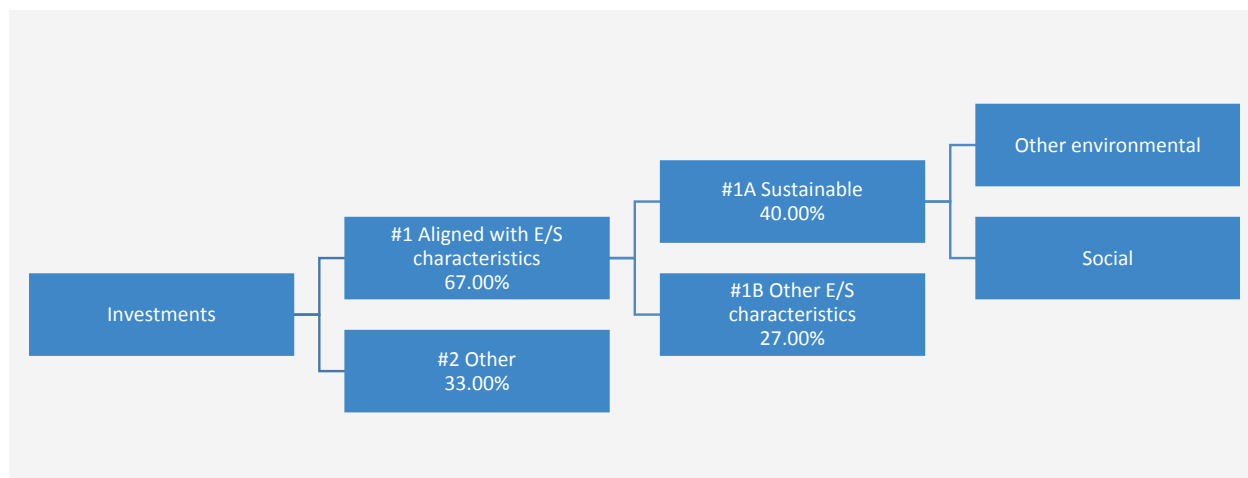 Investments
#1 Aligned with E/S
characteristics
67.00%
#2 Other
33.00%
#1A Sustainable
40.00%
#1B Other E/S
characteristics
27.00%
Other environmental
Social